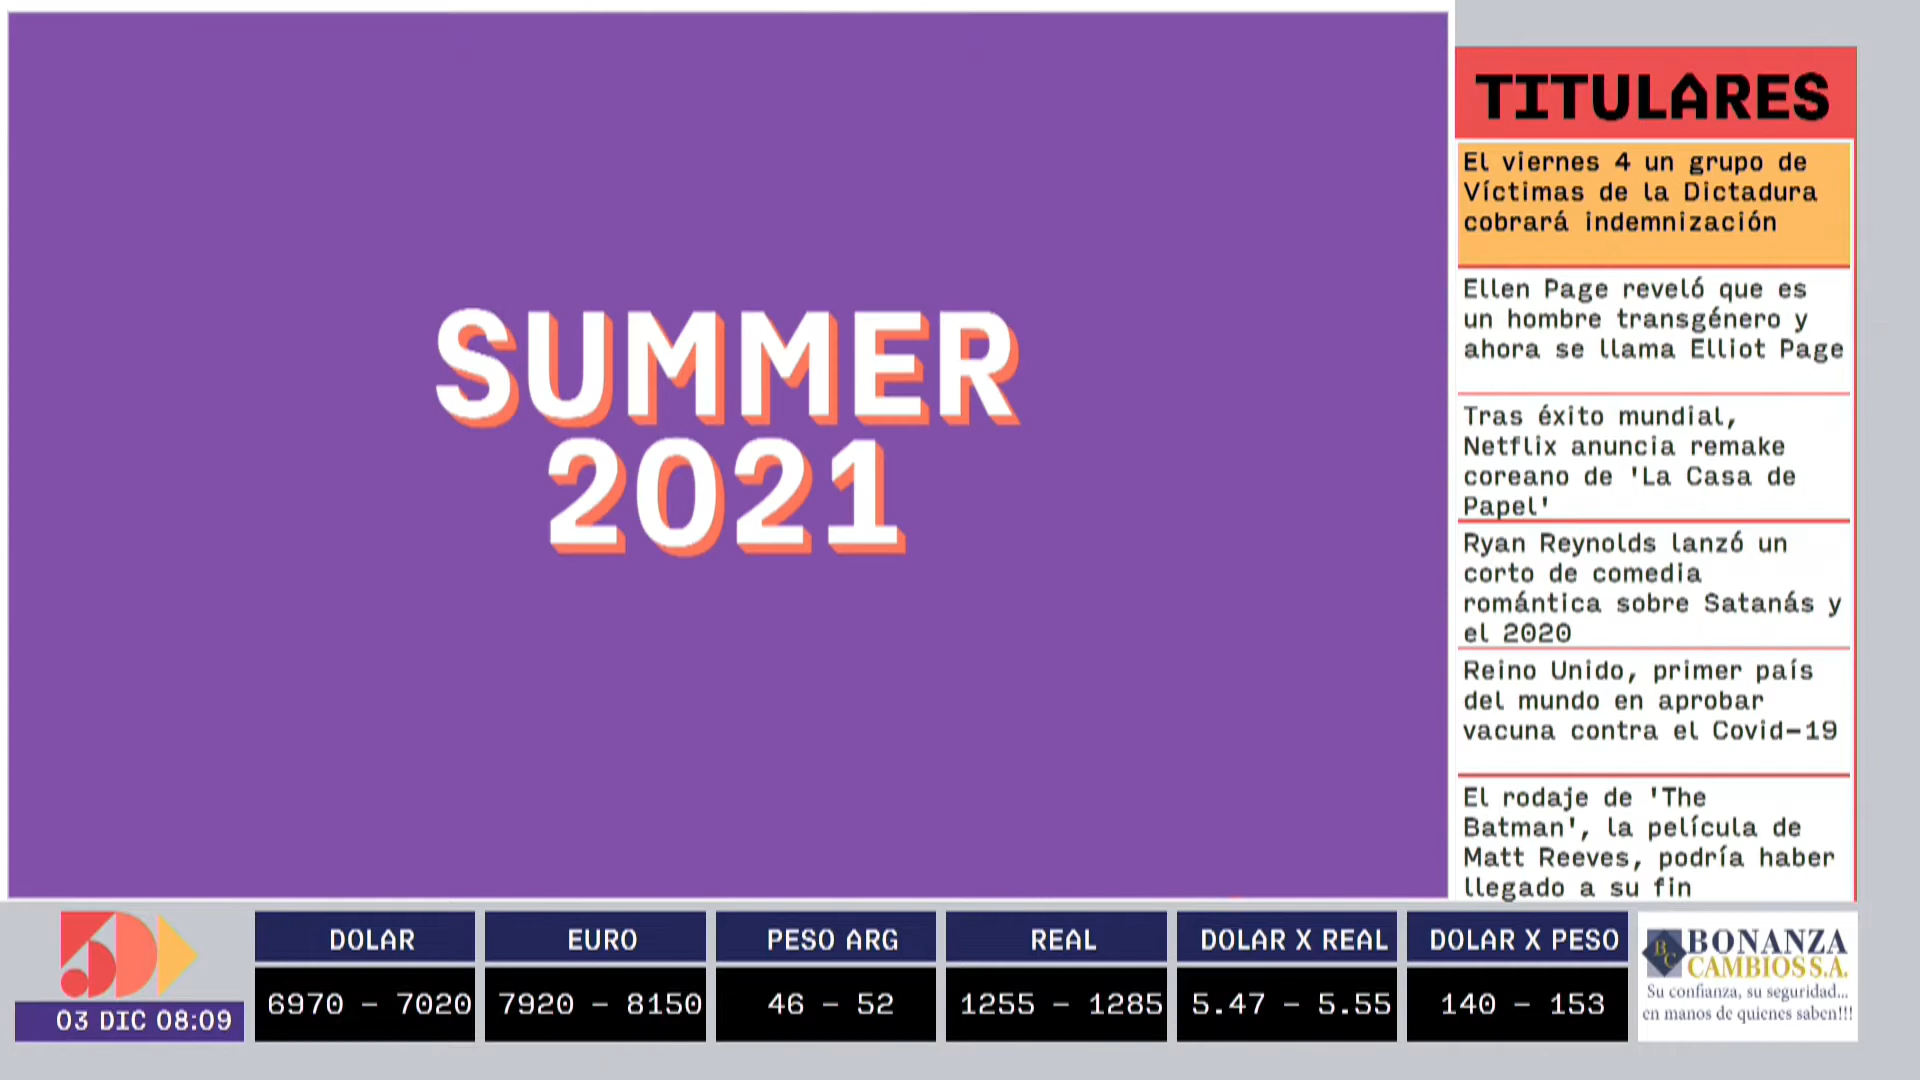 SUMMER
2021
TITULARES
El viernes 4 un grupo de
Víctimas de la Dictadura
cobrará indemnización
Ellen Page reveló que es
un hombre transgénero y
ahora se llama Elliot Page
Tras éxito mundial,
Netflix anuncia remake
coreano de 'La Casa de
Papel'
Ryan Reynolds lanzó un
corto de comedia
romántica sobre Satanás y
el 2020
Reino Unido, primer país
del mundo en aprobar
vacuna contra el Covid-19
El rodaje de 'The
Batman', la película de
Matt Reeves, podría haber
llegado a su fin
5D
03 DIC 08:09
DOLAR
6970 - 7020
EURO
7920 - 8150
PESO ARG
46 - 52
REAL
1255 - 1285
DOLAR X REAL
5.47 - 5.55
DOLAR X PESO
140 - 153
BC
BONANZA
CAMBIOS S.A.
Su confianza, su seguridad...
en manos de quienes saben!!!